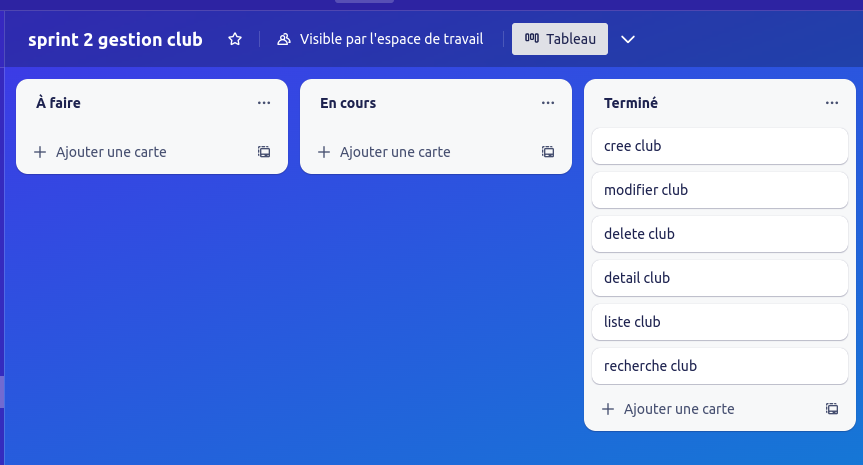 sprint 2 gestion club
Visible par l'espace de travail
Tableau
À faire
Ajouter une carte
En cours
Ajouter une carte
Terminé
cree club
modifier club
delete club
detail club
liste club
recherche club
Ajouter une carte